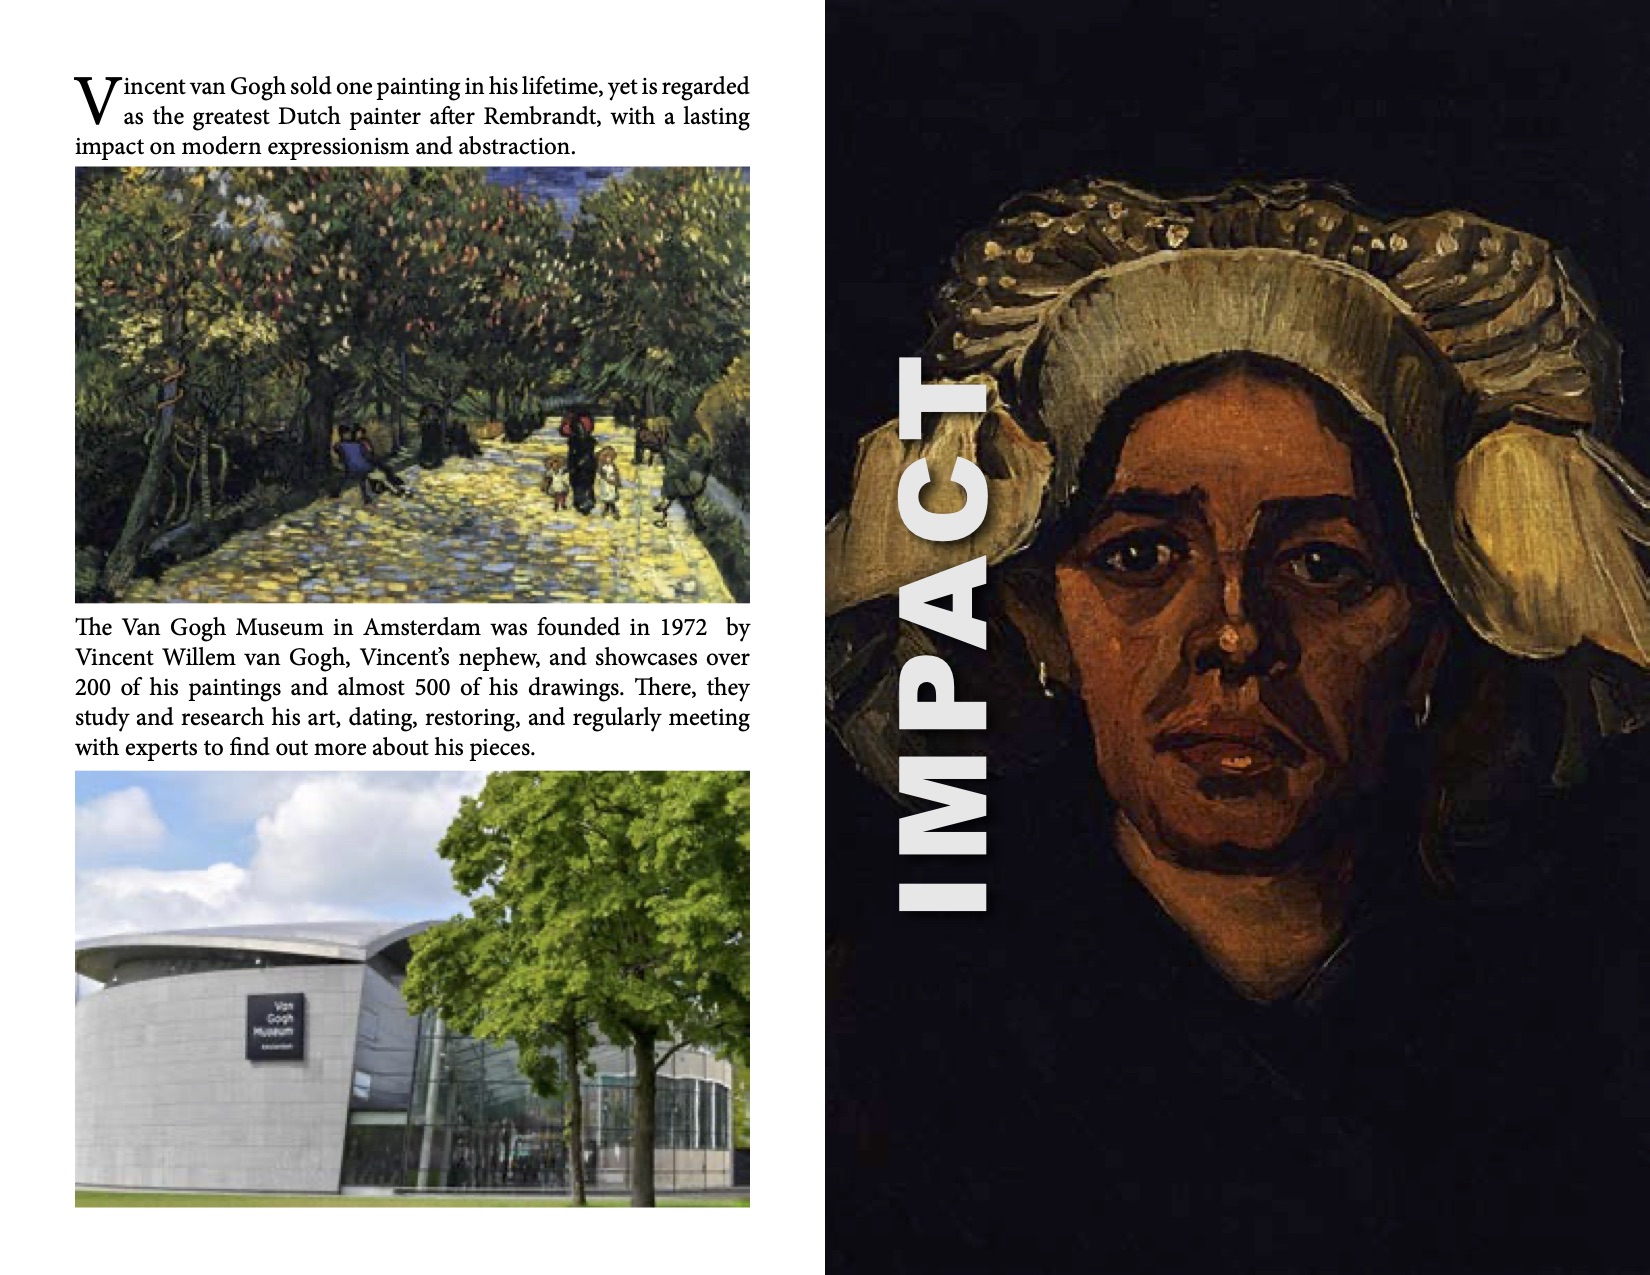 Vincent van Gogh sold one painting in his lifetime, yet is regarded
as the greatest Dutch painter after Rembrandt, with a lasting
impact on modern expressionism and abstraction.
The Van Gogh Museum in Amsterdam was founded in 1972  by
Vincent Willem van Gogh, Vincent’s nephew, and showcases over
200 of his paintings and almost 500 of his drawings. There, they
study and research his art, dating, restoring, and regularly meeting
with experts to find out more about his pieces.
Van
Gogh
Museum
Amsterdam
IMPACT